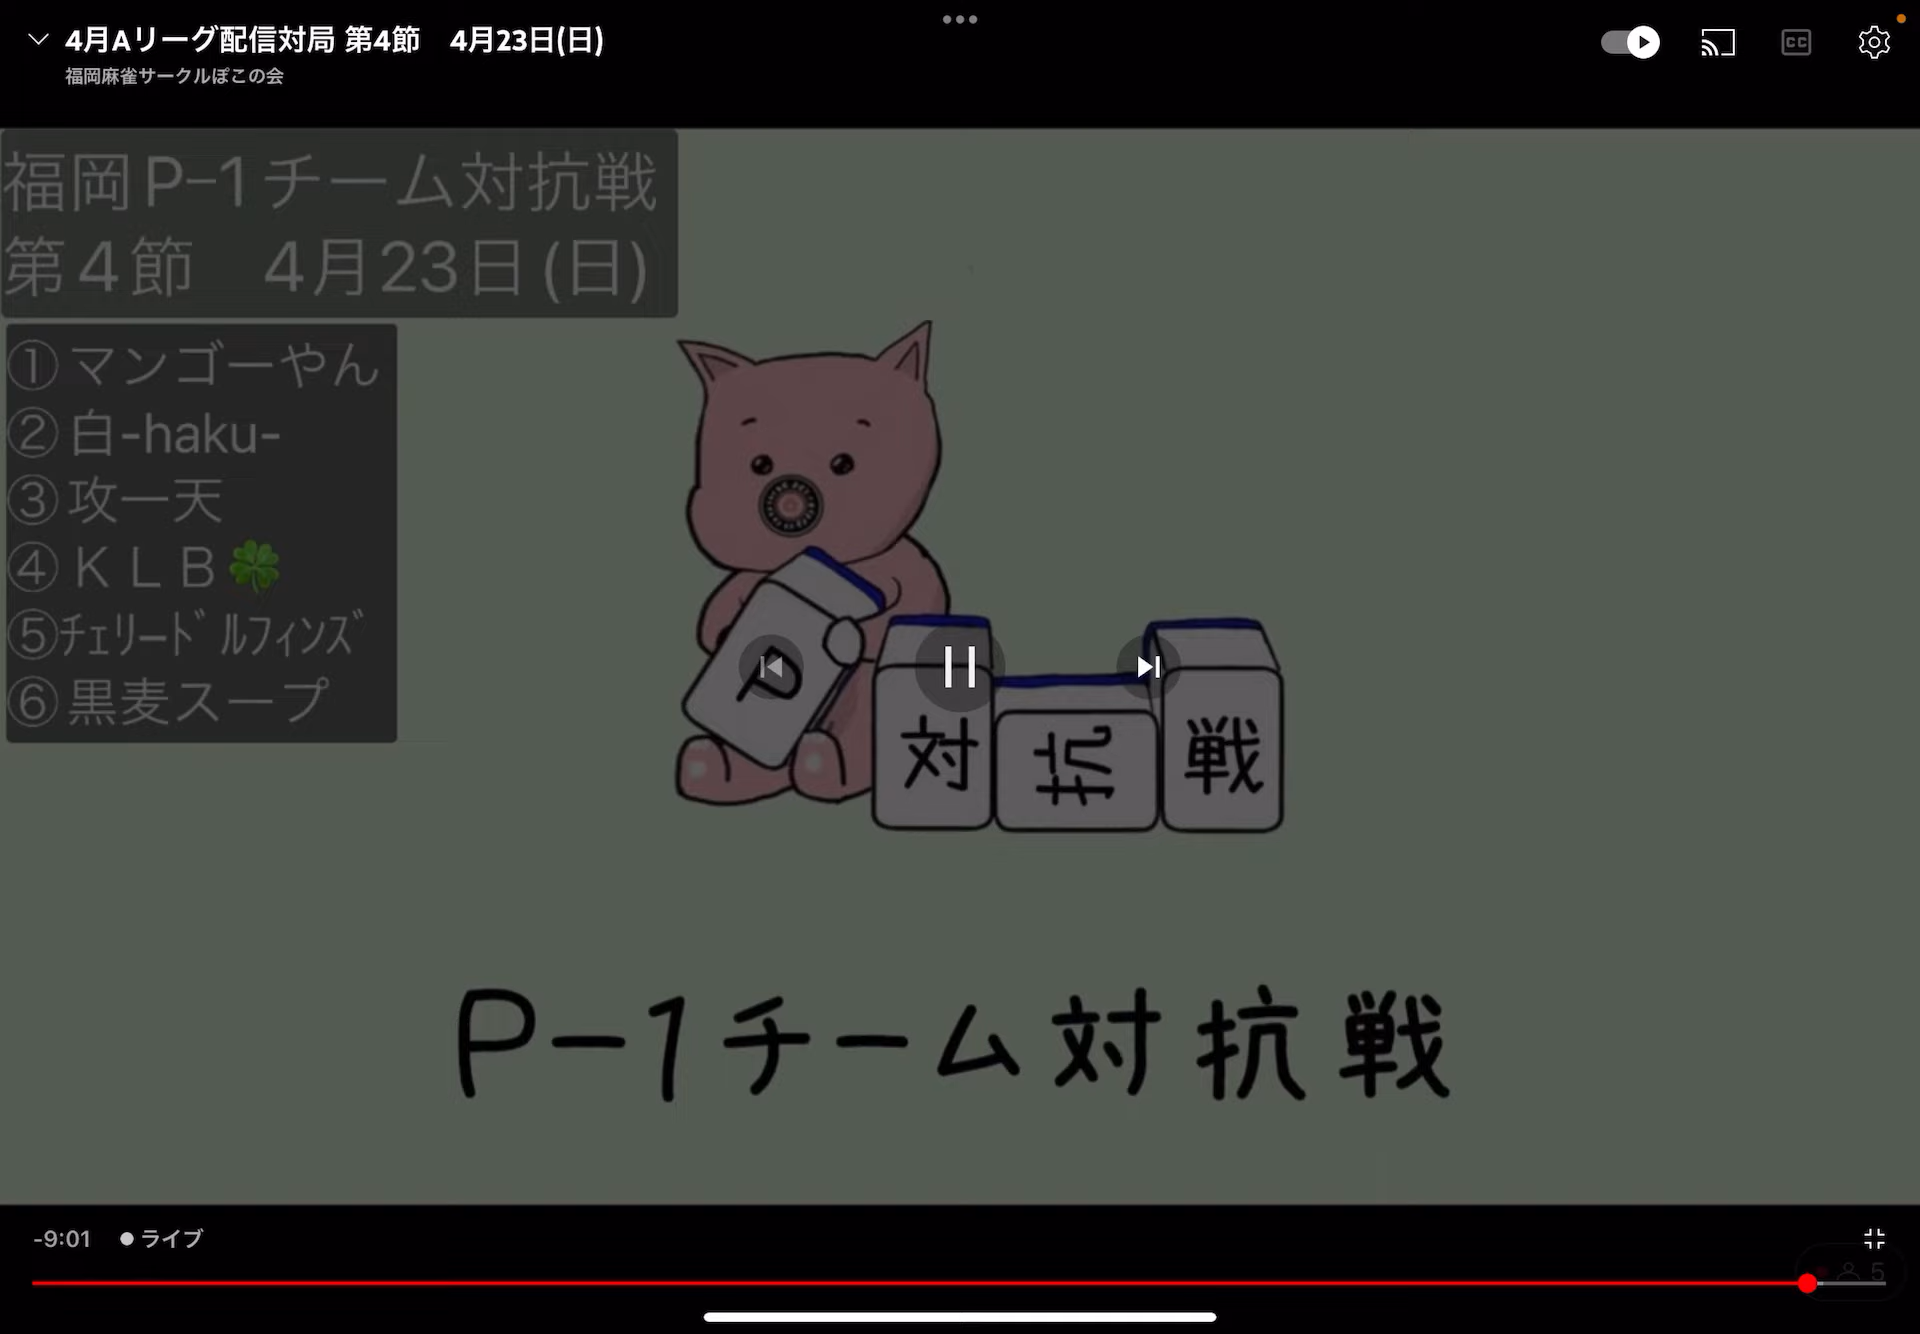 4月Aリーグ配信対局 第4節　4月23日(日)
福岡麻雀サークルぽこの会
福岡P-1チーム対抗戦
第4節　4月23日(日)
①マンゴーやん
②白-haku-
③攻一天
④ＫＬＢ🍀
⑤ﾁｪﾘｰﾄﾞﾙﾌィﾝｽﾞ
⑥黒麦スープ
P
対
抗
戦
P-1チーム対抗戦
-9:01 ● ライブ
5
CC